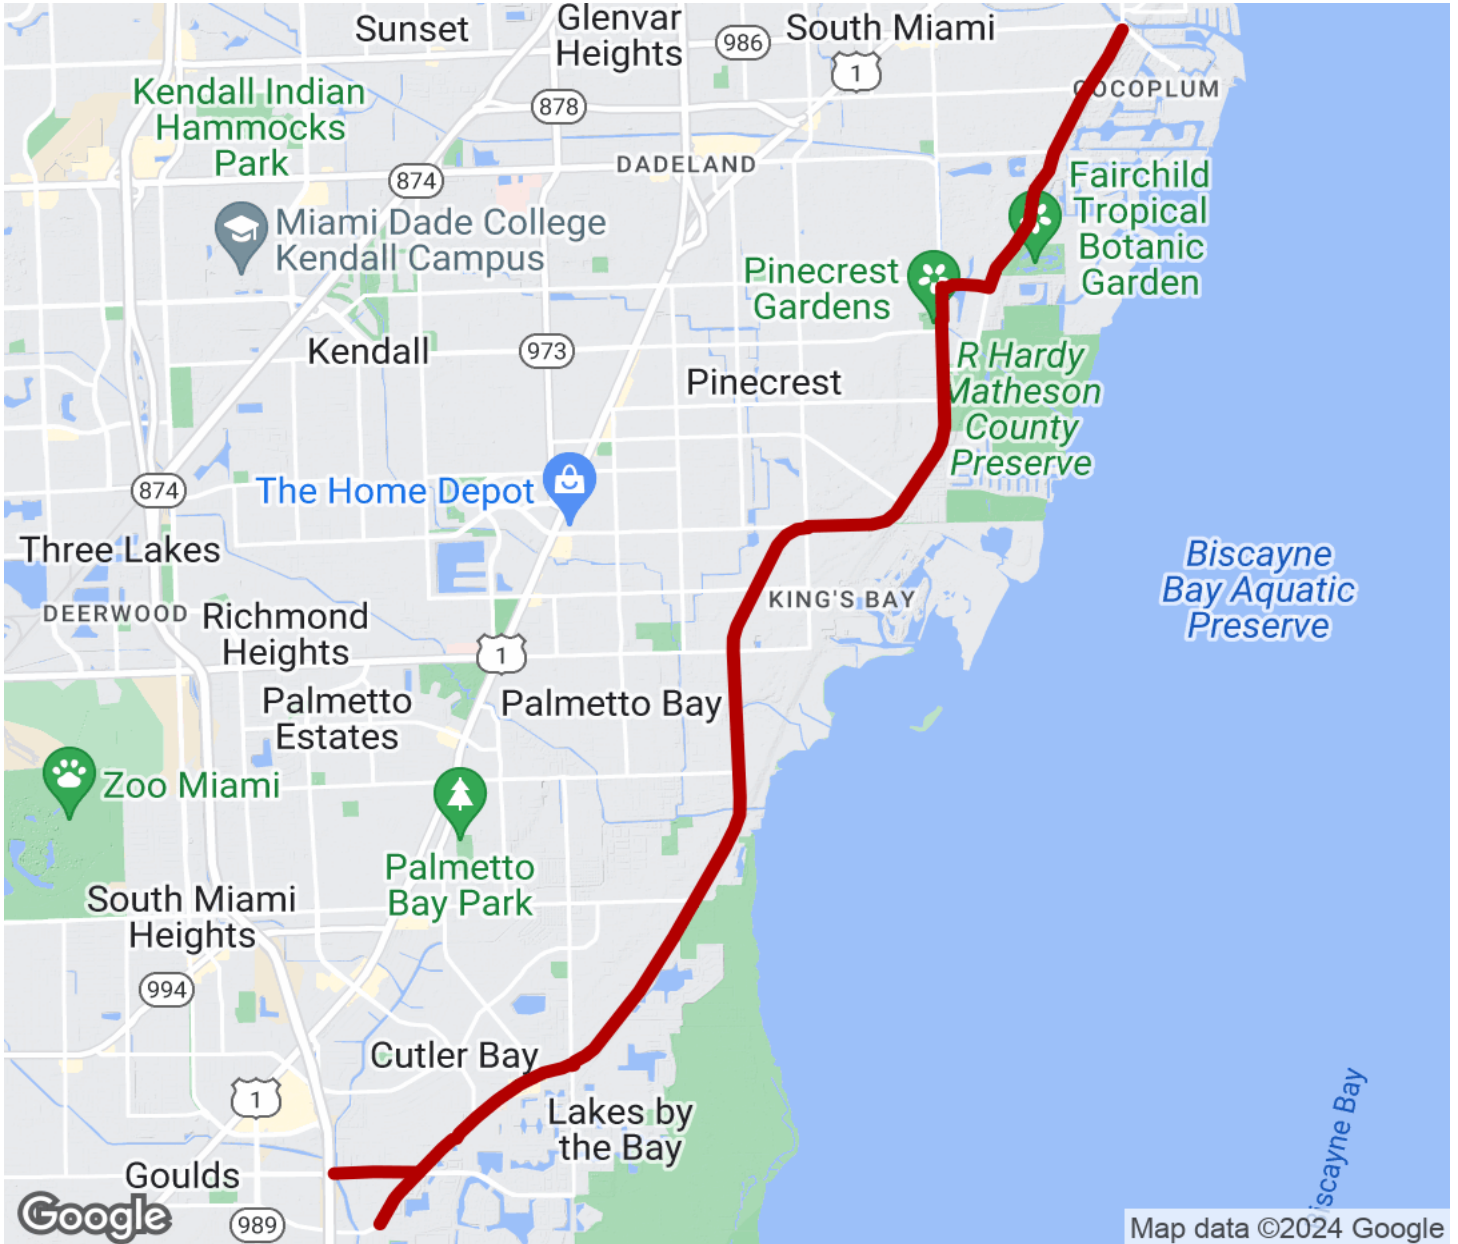 Sunset
Glenvar
Heights
986
South Miami
1
COCOPLUM
Kendall Indian
Hammocks
Park
878
DADELAND
874
Fairchild
Tropical
Botanic
Garden
Miami Dade College
Kendall Campus
Pinecrest
Gardens
Kendall
973
Pinecrest
R Hardy
Matheson
County
Preserve
874
The Home Depot
Three Lakes
Biscayne
Bay Aquatic
Preserve
DEERWOOD
Richmond
Heights
KING'S BAY
1
Palmetto
Estates
Palmetto Bay
Zoo Miami
Palmetto
Bay Park
South Miami
Heights
994
Cutler Bay
1
Lakes by
the Bay
Biscayne Bay
Goulds
Google
989
Map data ©2024 Google